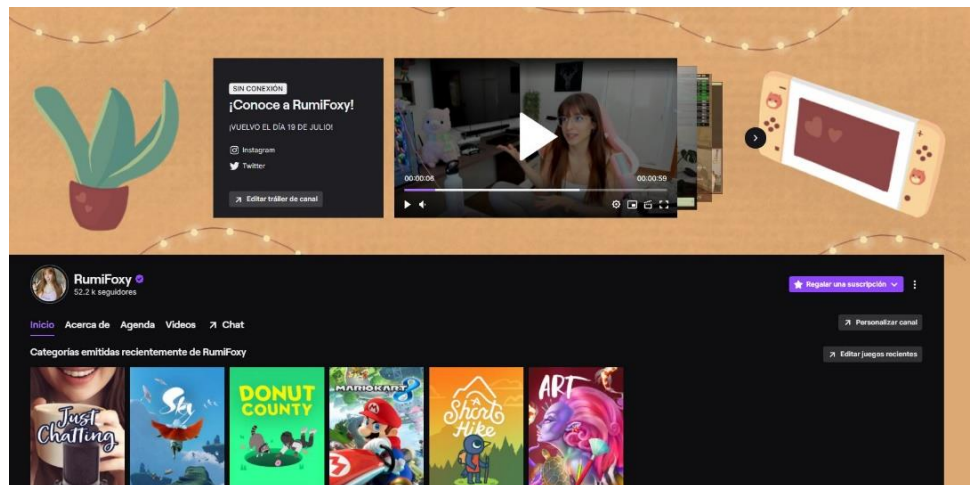 SIN CONEXIÓN
¡Conoce a RumiFoxy!
¡VUELVO EL DÍA 19 DE JULIO!
Instagram
Twitter
Editar tráiler de canal
00:00:06
00:00:59
RumiFoxy
52.2 k seguidores
Regalar una suscripción
Inicio Acerca de Agenda Videos Chat
Personalizar canal
Categorías emitidas recientemente de RumiFoxy
Editar juegos recientes
Just
Chatting
Sky
DONUT
COUNTY
MARIOKART 8
A
Short
Hike
ART